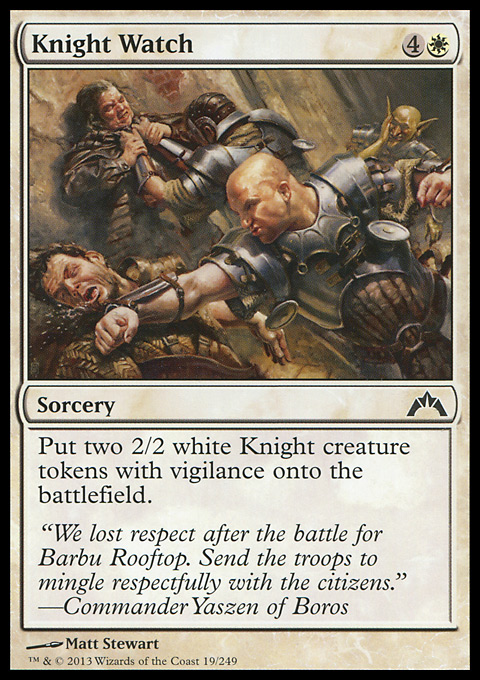 Knight Watch 4
Sorcery
Put two 2/2 white Knight creature
tokens with vigilance onto the
battlefield.
“We lost respect after the battle for
Barbu Rooftop. Send the troops to
mingle respectfully with the citizens.”
—Commander Yaszen of Boros
Matt Stewart
™ & © 2013 Wizards of the Coast 19/249